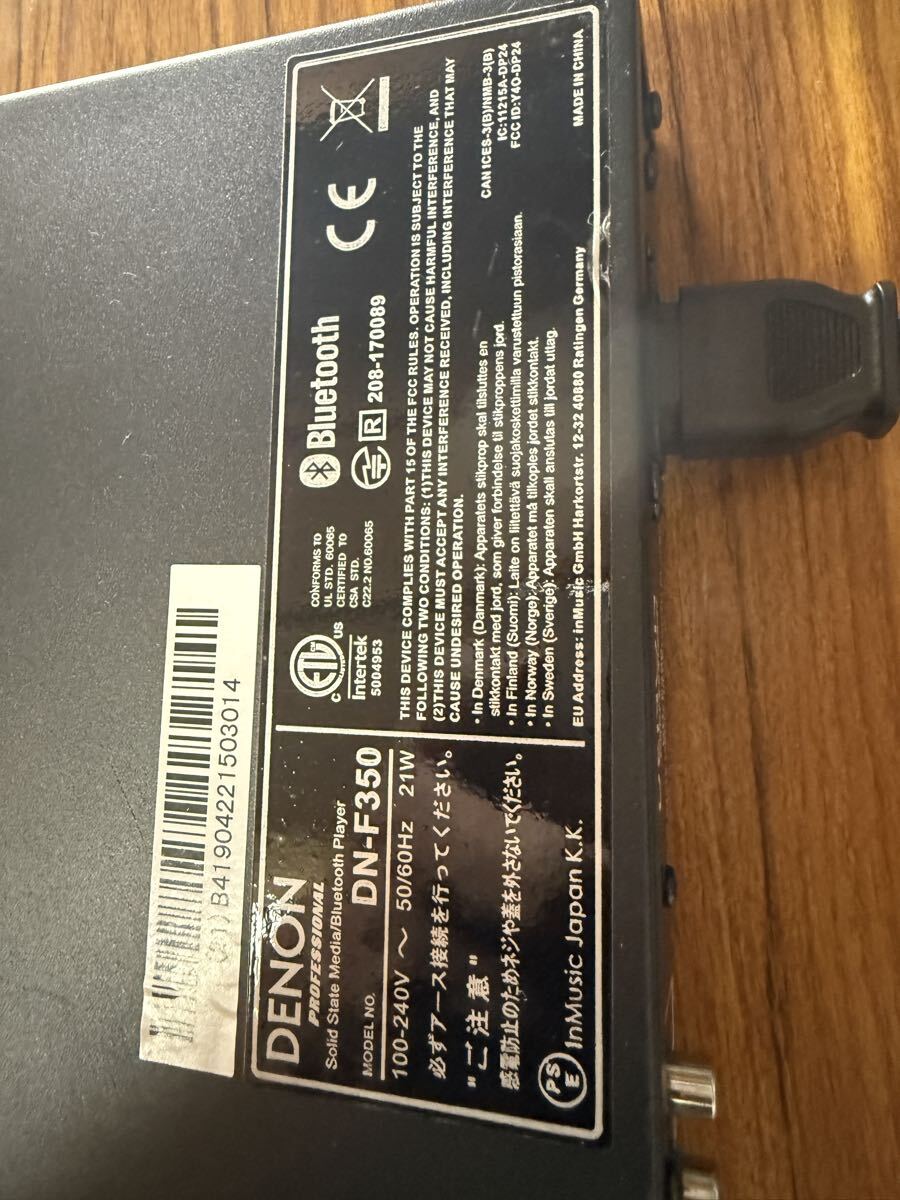 (21)B41904221503014
DENON
PROFESSIONAL
Solid State Media/Bluetooth Player
MODEL NO. DN-F350
100-240V ～ 50/60Hz 21W
必ずアース接続を行ってください。
"ご注意"
感電防止のためネジや蓋を外さないでください。
PS
E
InMusic Japan K.K.
C ETL CM US
Intertek
5004953
CONFORMS TO
UL STD. 60065
CERTIFIED TO
CSA STD.
C22.2 NO.60065
Bluetooth
R 208-170089
CE
THIS DEVICE COMPLIES WITH PART 15 OF THE FCC RULES. OPERATION IS SUBJECT TO THE
FOLLOWING TWO CONDITIONS: (1)THIS DEVICE MAY NOT CAUSE HARMFUL INTERFERENCE, AND
(2)THIS DEVICE MUST ACCEPT ANY INTERFERENCE RECEIVED, INCLUDING INTERFERENCE THAT MAY
CAUSE UNDESIRED OPERATION.
• In Denmark (Danmark): Apparatets stikprop skal tilsluttes en
stikkontakt med jord, som giver forbindelse til stikproppens jord.
• In Finland (Suomi): Laite on liitettävä suojakoskettimilla varustettuun pistorasiaan.
• In Norway (Norge): Apparatet må tilkoples jordet stikkontakt.
• In Sweden (Sverige): Apparaten skall anslutas till jordat uttag.
CAN ICES-3(B)/NMB-3(B)
IC:11215A-DP24
FCC ID:Y4O-DP24
EU Address: inMusic GmbH Harkortstr. 12-32 40880 Ratingen Germany
MADE IN CHINA